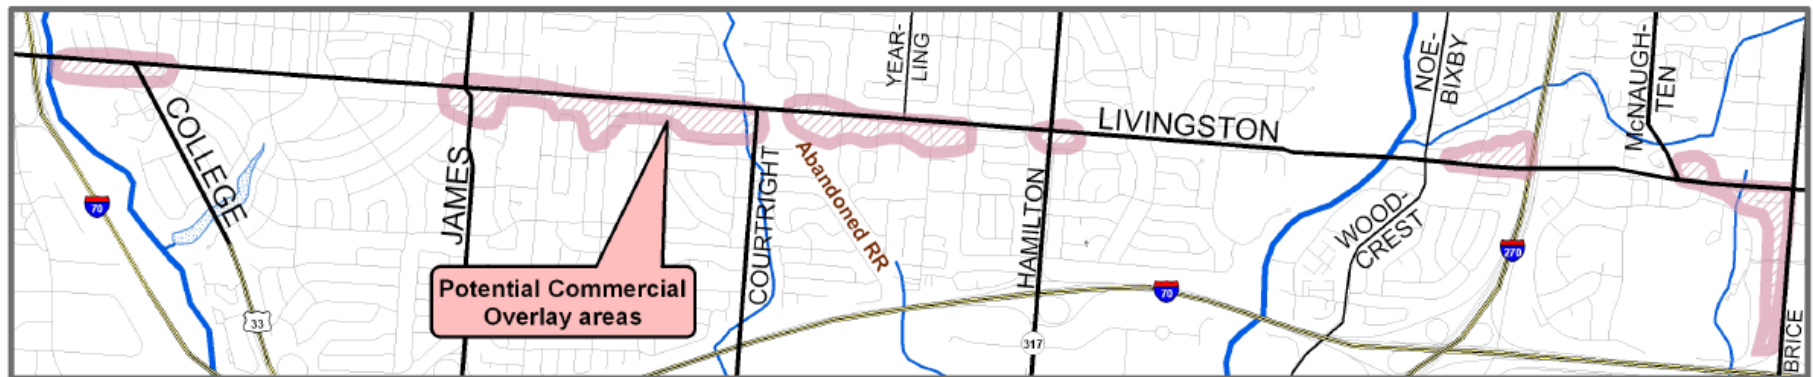 YEAR-
LING
NOE-
BIXBY
McNAUGH-
TEN
COLLEGE
LIVINGSTON
JAMES
COURTRIGHT
Abandoned RR
HAMILTON
WOOD-
CREST
70
270
Potential Commercial
Overlay areas
70
33
317
BRICE